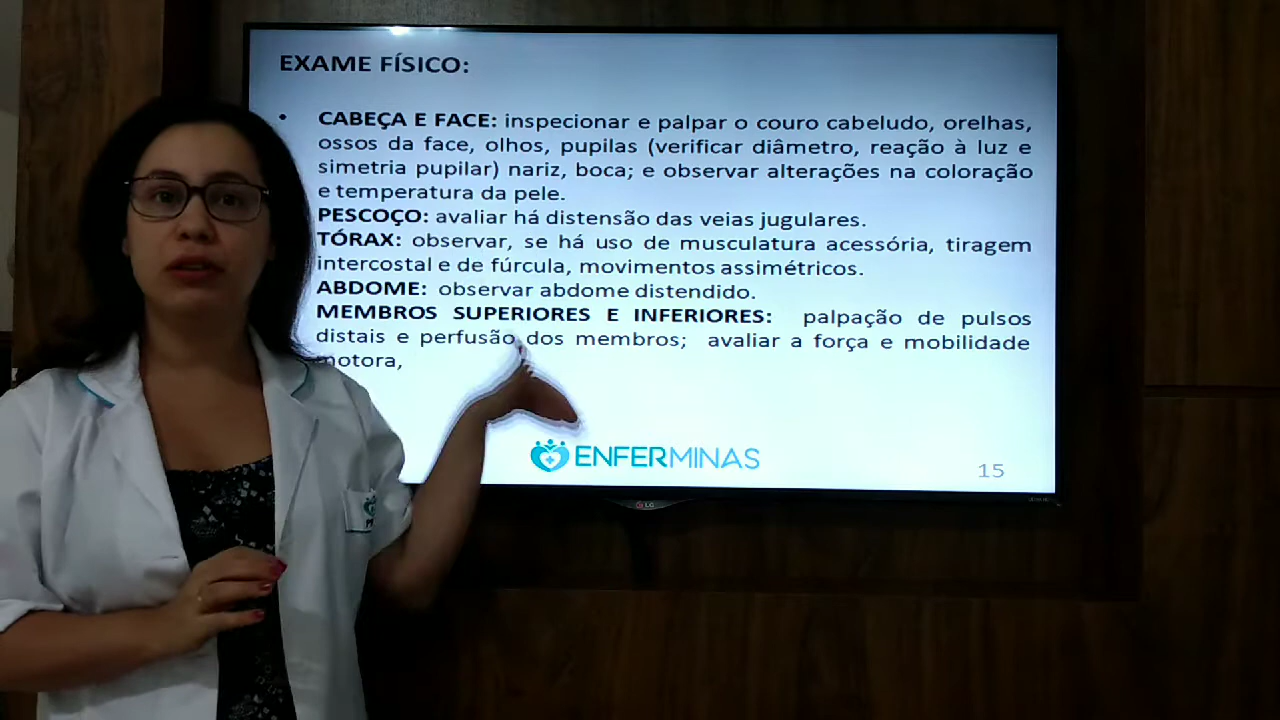 EXAME FÍSICO:
• CABEÇA E FACE: inspecionar e palpar o couro cabeludo, orelhas,
ossos da face, olhos, pupilas (verificar diâmetro, reação à luz e
simetria pupilar) nariz, boca; e observar alterações na coloração
e temperatura da pele.
PESCOÇO: avaliar há distensão das veias jugulares.
TÓRAX: observar, se há uso de musculatura acessória, tiragem
intercostal e de fúrcula, movimentos assimétricos.
ABDOME: observar abdome distendido.
MEMBROS SUPERIORES E INFERIORES: palpação de pulsos
distais e perfusão dos membros; avaliar a força e mobilidade
motora,
ENFERMINAS
15
LG